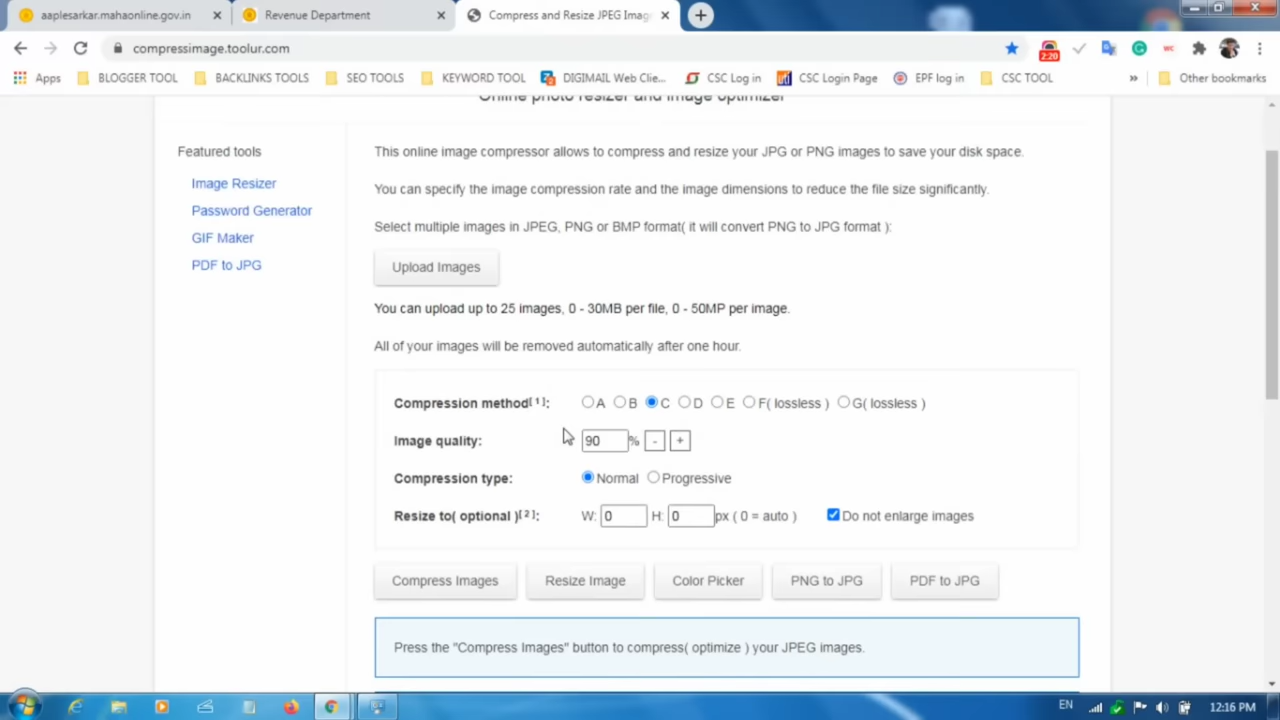 aaplesarkar.mahaonline.gov.in
Revenue Department
Compress and Resize JPEG Imag
compressimage.toolur.com
2:20
Apps
BLOGGER TOOL
BACKLINKS TOOLS
SEO TOOLS
KEYWORD TOOL
DIGIMAIL Web Clie...
CSC Log in
CSC Login Page
EPF log in
CSC TOOL
»
Other bookmarks
Online photo resizer and image optimizer
Featured tools
Image Resizer
Password Generator
GIF Maker
PDF to JPG
This online image compressor allows to compress and resize your JPG or PNG images to save your disk space.
You can specify the image compression rate and the image dimensions to reduce the file size significantly.
Select multiple images in JPEG, PNG or BMP format( it will convert PNG to JPG format ):
Upload Images
You can upload up to 25 images, 0 - 30MB per file, 0 - 50MP per image.
All of your images will be removed automatically after one hour.
Compression method[1]: A B C D E F( lossless ) G( lossless )
Image quality: 90 % - +
Compression type: Normal Progressive
Resize to( optional )[2]: W: 0 H: 0 px ( 0 = auto ) Do not enlarge images
Compress Images
Resize Image
Color Picker
PNG to JPG
PDF to JPG
Press the "Compress Images" button to compress( optimize ) your JPEG images.
EN
12:16 PM